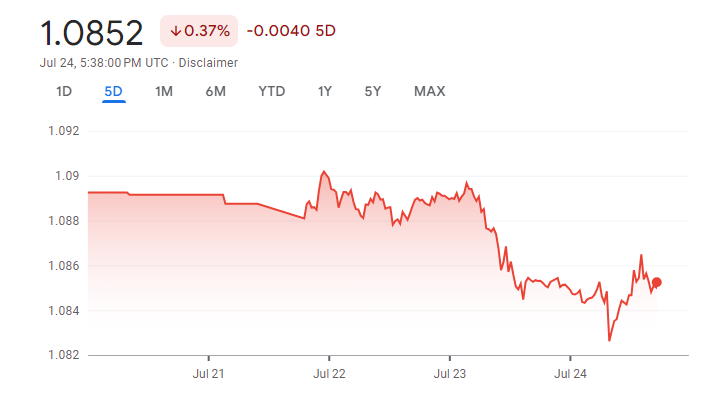 1.0852 ↓0.37% -0.0040 5D
Jul 24, 5:38:00 PM UTC · Disclaimer
1D 5D 1M 6M YTD 1Y 5Y MAX
1.092
1.09
1.088
1.086
1.084
1.082
Jul 21 Jul 22 Jul 23 Jul 24